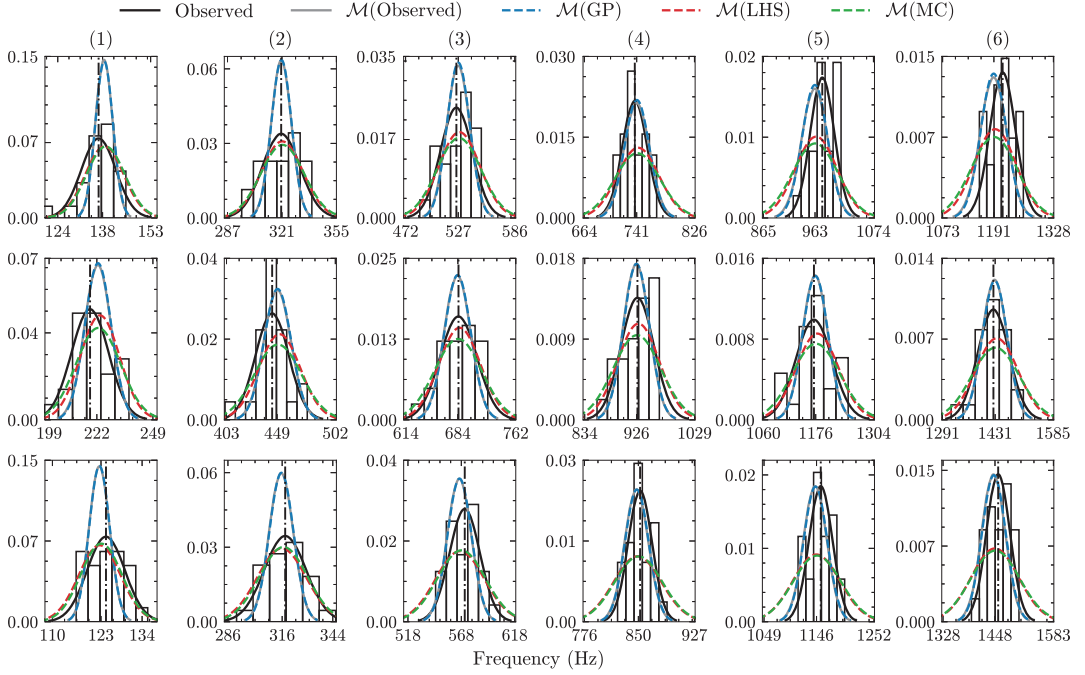 Observed ℳ(Observed) ℳ(GP) ℳ(LHS) ℳ(MC)
(1) (2) (3) (4) (5) (6)
0.15 0.07 0.00 124 138 153
0.06 0.03 0.00 287 321 355
0.033 0.017 0.000 472 527 586
0.030 0.015 0.000 664 741 826
0.02 0.01 0.00 865 963 1074
0.015 0.007 0.000 1073 1191 1328
0.07 0.04 0.00 199 222 249
0.04 0.02 0.00 403 449 502
0.025 0.013 0.000 614 684 762
0.018 0.009 0.000 834 926 1029
0.016 0.008 0.000 1060 1176 1304
0.014 0.007 0.000 1291 1431 1585
0.15 0.07 0.00 110 123 134
0.06 0.03 0.00 286 316 344
0.04 0.02 0.00 518 568 618
0.03 0.01 0.00 776 850 927
0.02 0.01 0.00 1049 1146 1252
0.015 0.007 0.000 1328 1448 1583
Frequency (Hz)